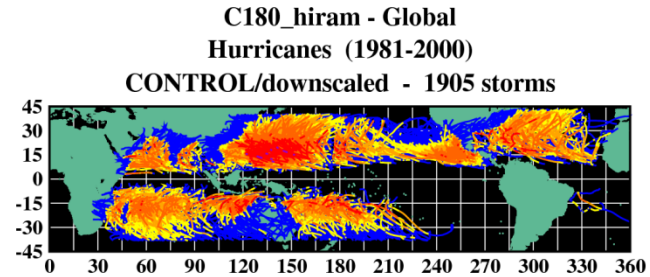 C180_hiram - Global
Hurricanes (1981-2000)
CONTROL/downscaled - 1905 storms
45
30
15
0
-15
-30
-45
0 30 60 90 120 150 180 210 240 270 300 330 360